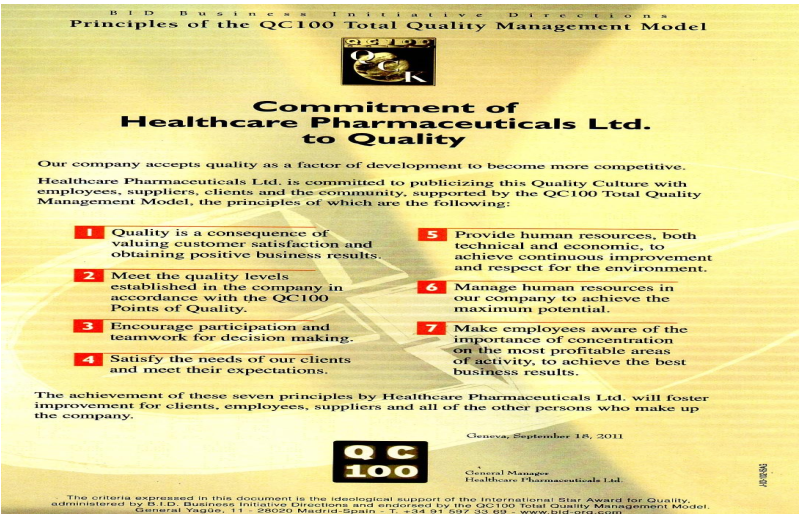 BID Business Initiative Directions
Principles of the QC100 Total Quality Management Model
QC100
QCK
Commitment of
Healthcare Pharmaceuticals Ltd.
to Quality
Our company accepts quality as a factor of development to become more competitive.
Healthcare Pharmaceuticals Ltd. is committed to publicizing this Quality Culture with
employees, suppliers, clients and the community, supported by the QC100 Total Quality
Management Model, the principles of which are the following:
1 Quality is a consequence of
valuing customer satisfaction and
obtaining positive business results.
2 Meet the quality levels
established in the company in
accordance with the QC100
Points of Quality.
3 Encourage participation and
teamwork for decision making.
4 Satisfy the needs of our clients
and meet their expectations.
5 Provide human resources, both
technical and economic, to
achieve continuous improvement
and respect for the environment.
6 Manage human resources in
our company to achieve the
maximum potential.
7 Make employees aware of the
importance of concentration
on the most profitable areas
of activity, to achieve the best
business results.
The achievement of these seven principles by Healthcare Pharmaceuticals Ltd. will foster
improvement for clients, employees, suppliers and all of the other persons who make up
the company.
Geneva, September 18, 2011
QC
100
General Manager
Healthcare Pharmaceuticals Ltd.
The criteria expressed in this document is the ideological support of the International Star Award for Quality,
administered by B.I.D. Business Initiative Directions and endorsed by the QC100 Total Quality Management Model.
General Yagüe, 11 - 28020 Madrid-Spain - T. +34 91 597 33 69 - www.bid-org.com